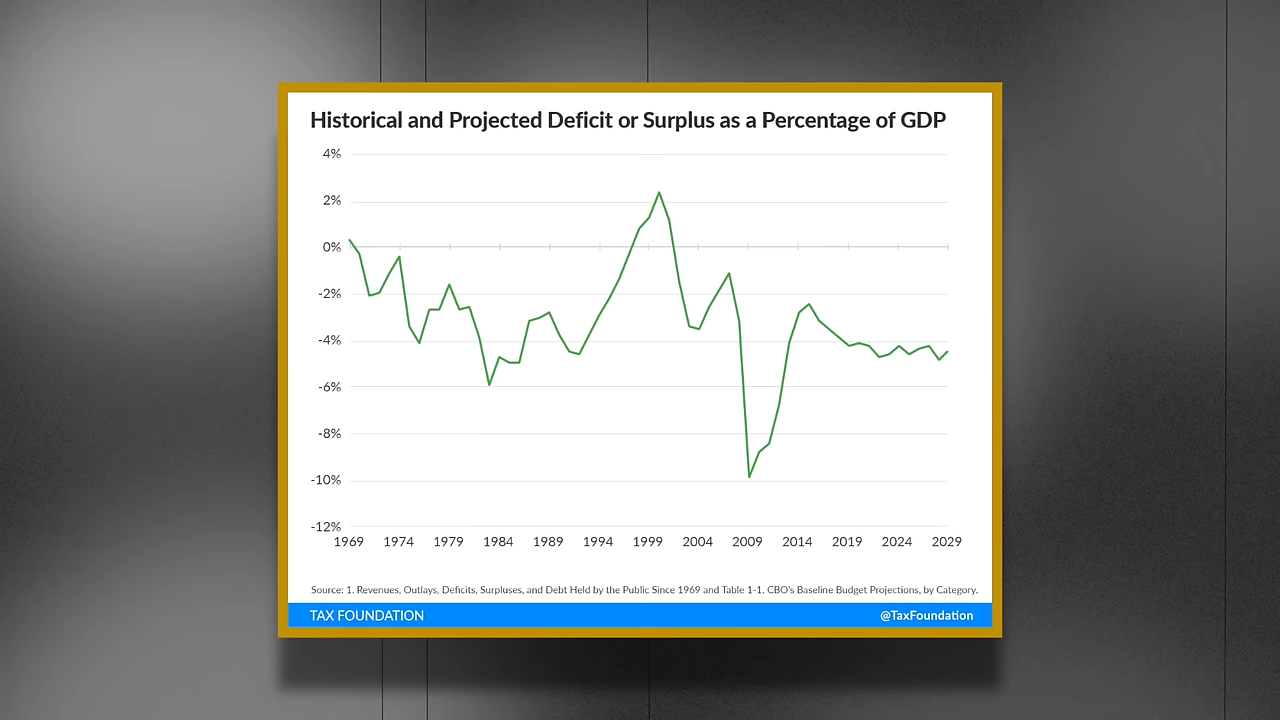 Historical and Projected Deficit or Surplus as a Percentage of GDP
4%
2%
0%
-2%
-4%
-6%
-8%
-10%
-12%
1969 1974 1979 1984 1989 1994 1999 2004 2009 2014 2019 2024 2029
Source: 1. Revenues, Outlays, Deficits, Surpluses, and Debt Held by the Public Since 1969 and Table 1-1. CBO's Baseline Budget Projections, by Category.
TAX FOUNDATION @TaxFoundation